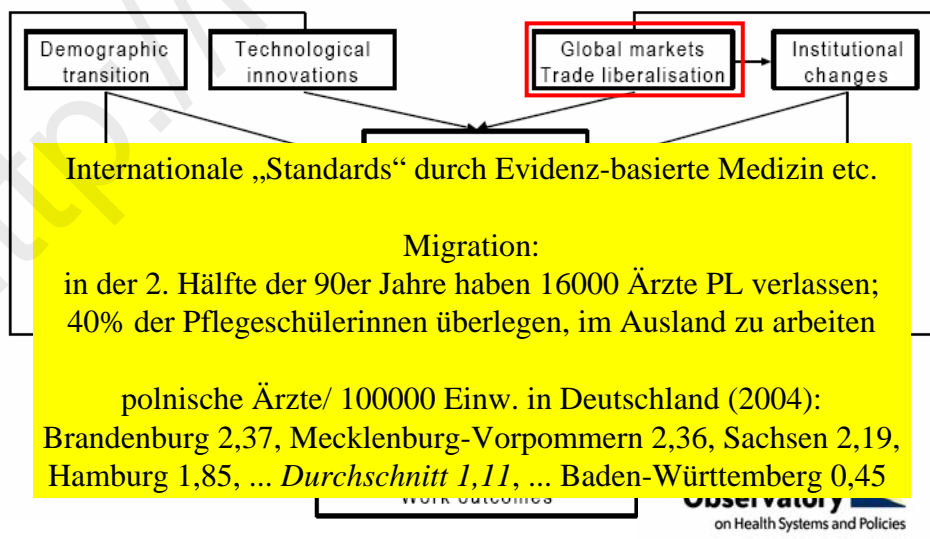 Demographic
transition
Technological
innovations
Global markets
Trade liberalisation
Institutional
changes
Internationale „Standards“ durch Evidenz-basierte Medizin etc.
Migration:
in der 2. Hälfte der 90er Jahre haben 16000 Ärzte PL verlassen;
40% der Pflegeschülerinnen überlegen, im Ausland zu arbeiten
polnische Ärzte/ 100000 Einw. in Deutschland (2004):
Brandenburg 2,37, Mecklenburg-Vorpommern 2,36, Sachsen 2,19,
Hamburg 1,85, ... Durchschnitt 1,11, ... Baden-Württemberg 0,45
Work outcomes
Observatory
on Health Systems and Policies